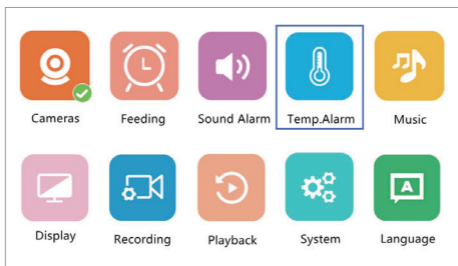 Cameras Feeding Sound Alarm Temp.Alarm Music
Display Recording Playback System Language
A